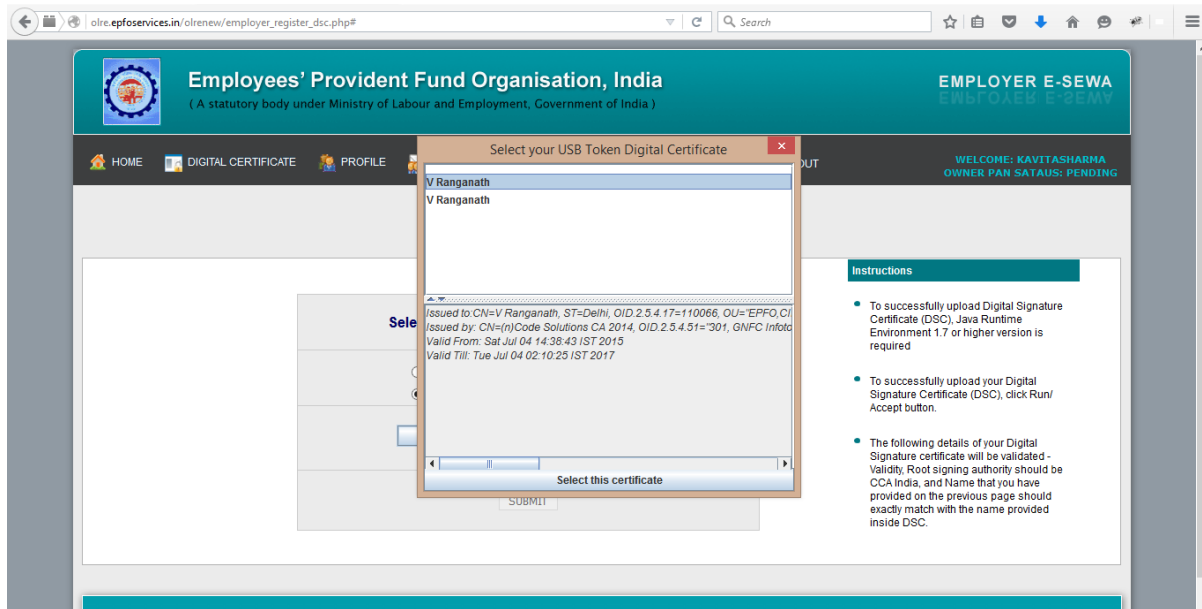 olre.epfoservices.in/olrenew/employer_register_dsc.php#
Search
Employees' Provident Fund Organisation, India
( A statutory body under Ministry of Labour and Employment, Government of India )
EMPLOYER E-SEWA
HOME
DIGITAL CERTIFICATE
PROFILE
OUT
WELCOME: KAVITASHARMA
OWNER PAN SATAUS: PENDING
Select your USB Token Digital Certificate
V Ranganath
V Ranganath
Issued to:CN=V Ranganath, ST=Delhi, OID.2.5.4.17=110066, OU="EPFO,CI
Issued by: CN=(n)Code Solutions CA 2014, OID.2.5.4.51="301, GNFC Infoto
Valid From: Sat Jul 04 14:38:43 IST 2015
Valid Till: Tue Jul 04 02:10:25 IST 2017
Select this certificate
Sele
SUBMIT
Instructions
To successfully upload Digital Signature
Certificate (DSC), Java Runtime
Environment 1.7 or higher version is
required
To successfully upload your Digital
Signature Certificate (DSC), click Run/
Accept button.
The following details of your Digital
Signature certificate will be validated -
Validity, Root signing authority should be
CCA India, and Name that you have
provided on the previous page should
exactly match with the name provided
inside DSC.